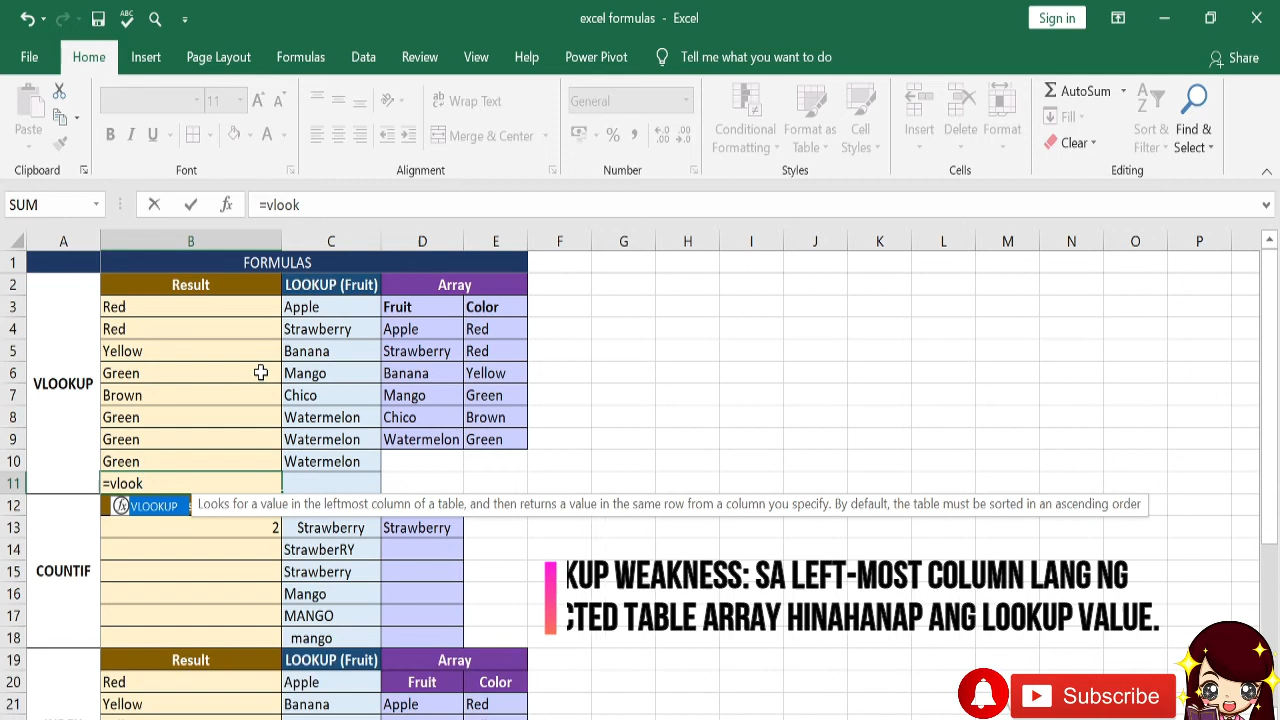 excel formulas - Excel
Sign in
File Home Insert Page Layout Formulas Data Review View Help Power Pivot Tell me what you want to do Share
Paste
Clipboard
B I U A A A
Font
Wrap Text
Merge & Center
Alignment
General
%
Number
Conditional Formatting
Format as Table
Cell Styles
Styles
Insert Delete Format
Cells
AutoSum
Fill
Clear
Sort & Filter
Find & Select
Editing
SUM fx =vlook
A B C D E F G H I J K L M N O P
1 FORMULAS
2 Result LOOKUP (Fruit) Array
3 Red Apple Fruit Color
4 Red Strawberry Apple Red
5 Yellow Banana Strawberry Red
6 Green Mango Banana Yellow
VLOOKUP
7 Brown Chico Mango Green
8 Green Watermelon Chico Brown
9 Green Watermelon Watermelon Green
10 Green Watermelon
11 =vlook
12 VLOOKUP Looks for a value in the leftmost column of a table, and then returns a value in the same row from a column you specify. By default, the table must be sorted in an ascending order
13 2 Strawberry Strawberry
14 StrawberRY
15 COUNTIF Strawberry
16 Mango
17 MANGO
18 mango
19 Result LOOKUP (Fruit) Array
20 Red Apple Fruit Color
21 Yellow Banana Apple Red
KUP WEAKNESS: SA LEFT-MOST COLUMN LANG NG
CTED TABLE ARRAY HINAHANAP ANG LOOKUP VALUE.
Subscribe